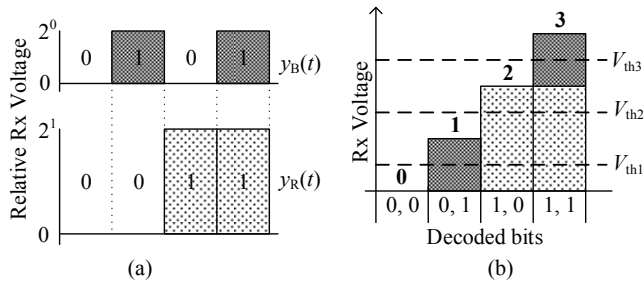 Relative Rx Voltage
2⁰
0
0 1 0 1
y_B(t)
2¹
0
0 0 1 1
y_R(t)
(a)
Rx Voltage
0
1
2
3
V_th3
V_th2
V_th1
0, 0
0, 1
1, 0
1, 1
Decoded bits
(b)